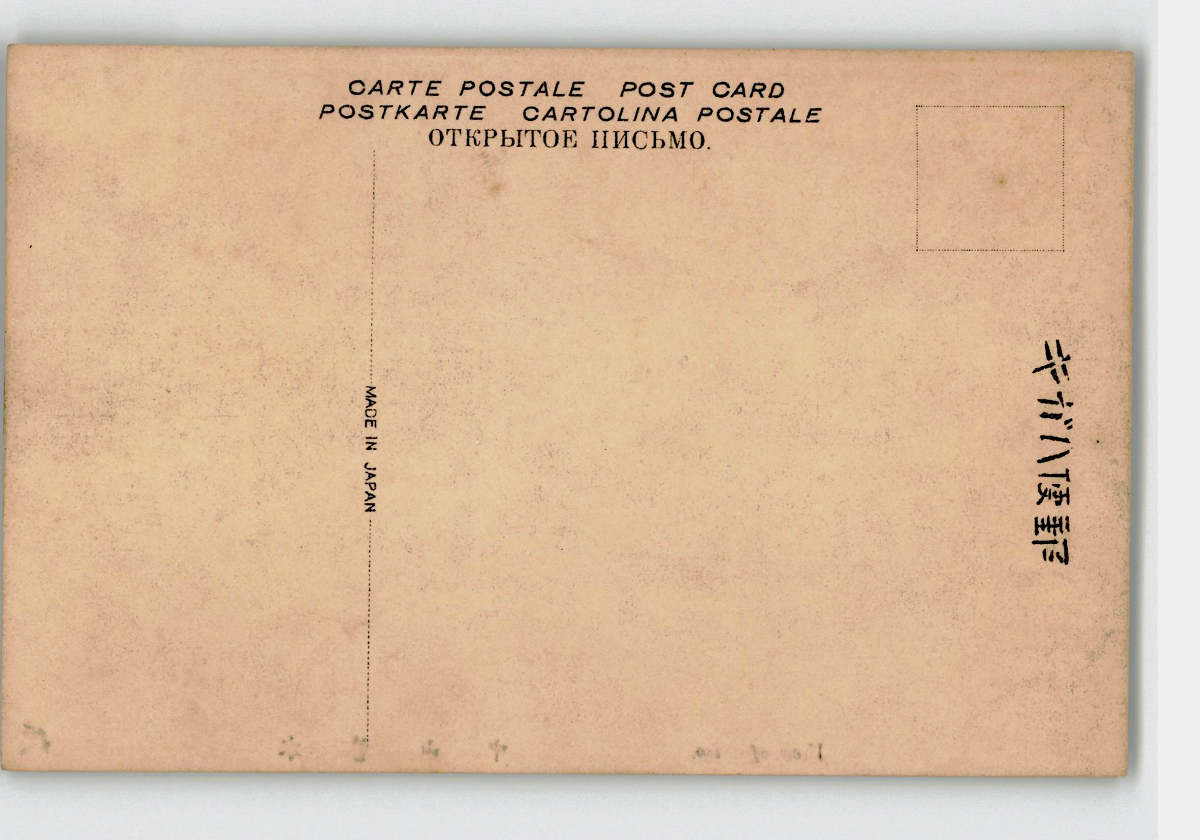 CARTE POSTALE POST CARD
POSTKARTE CARTOLINA POSTALE
ОТКРЫТОЕ ПИСЬМО.
MADE IN JAPAN
郵便ハガキ